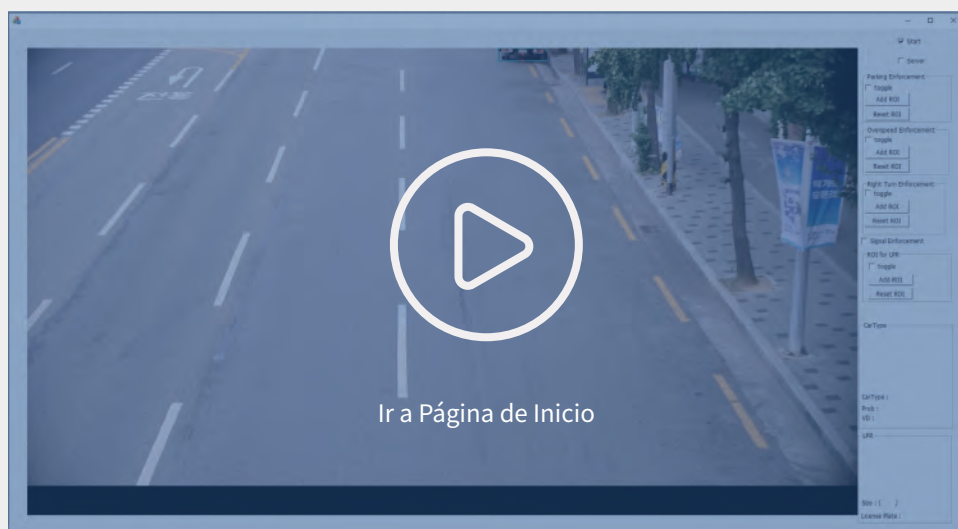 Start
Server
Parking Enforcement
toggle
Add ROI
Reset ROI
Overspeed Enforcement
toggle
Add ROI
Reset ROI
Right Turn Enforcement
toggle
Add ROI
Reset ROI
Signal Enforcement
ROI for LPR
toggle
Add ROI
Reset ROI
CarType
Ir a Página de Inicio
CarType :
Prob :
VID :
LPR
License Plate :